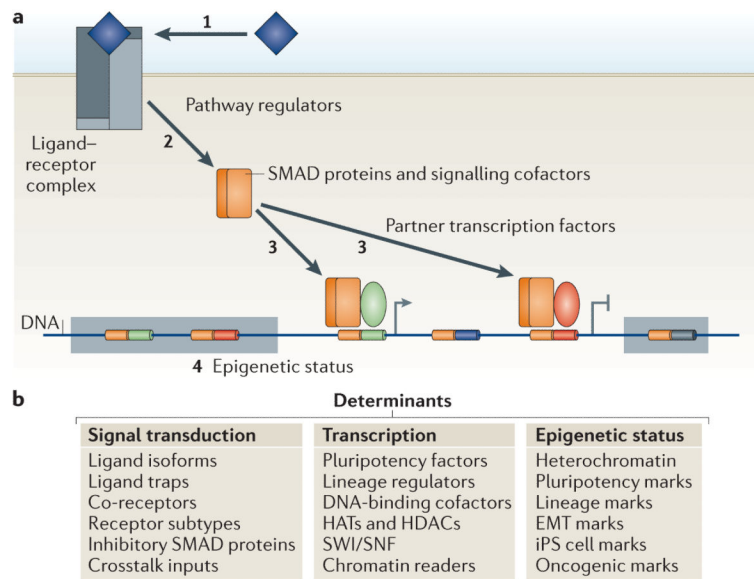 a
1
Pathway regulators
Ligand–
receptor
complex
2
SMAD proteins and signalling cofactors
Partner transcription factors
3
3
DNA
4 Epigenetic status
b
Determinants
Signal transduction
Ligand isoforms
Ligand traps
Co-receptors
Receptor subtypes
Inhibitory SMAD proteins
Crosstalk inputs
Transcription
Pluripotency factors
Lineage regulators
DNA-binding cofactors
HATs and HDACs
SWI/SNF
Chromatin readers
Epigenetic status
Heterochromatin
Pluripotency marks
Lineage marks
EMT marks
iPS cell marks
Oncogenic marks